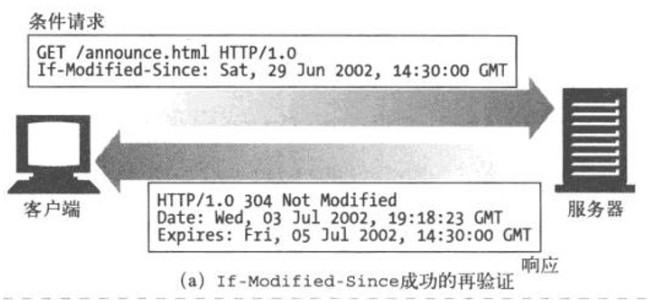 条件请求
GET /announce.html HTTP/1.0
If-Modified-Since: Sat, 29 Jun 2002, 14:30:00 GMT
客户端
服务器
HTTP/1.0 304 Not Modified
Date: Wed, 03 Jul 2002, 19:18:23 GMT
Expires: Fri, 05 Jul 2002, 14:30:00 GMT
响应
(a) If-Modified-Since成功的再验证